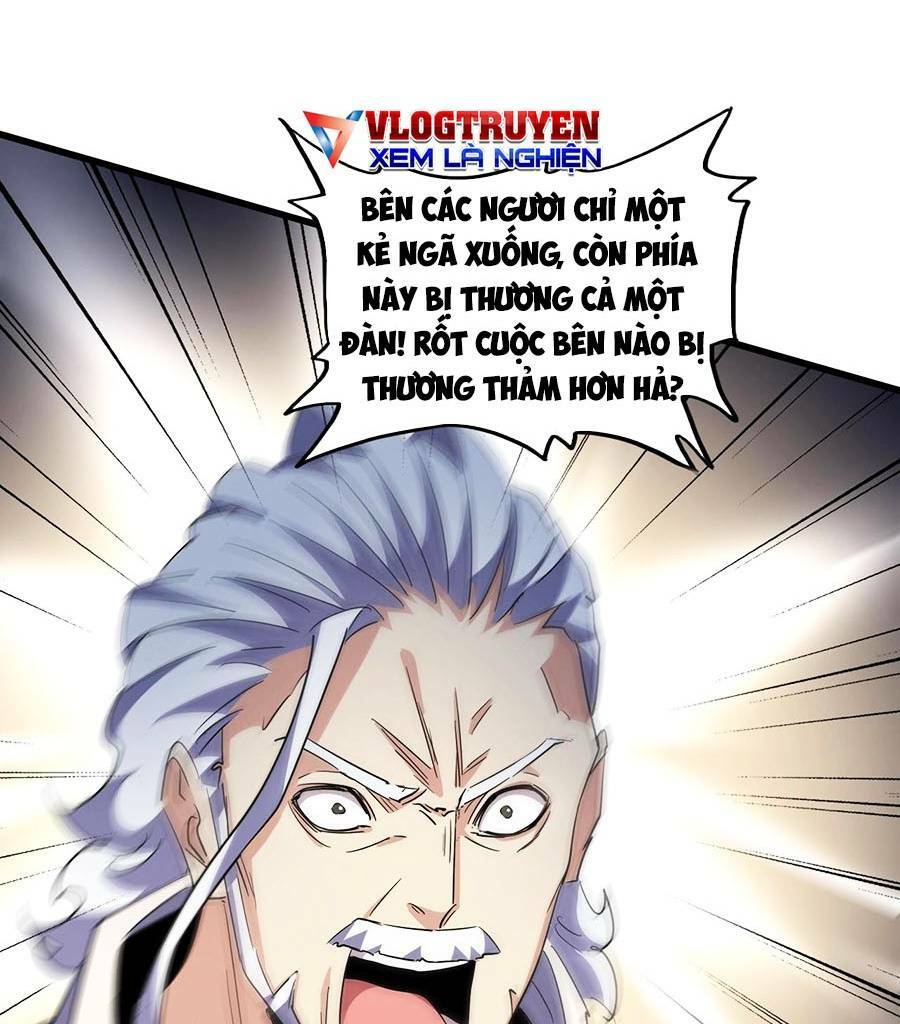 VLOGTRUYEN
XEM LÀ NGHIỆN
BÊN CÁC NGƯƠI CHỈ MỘT
KẺ NGÃ XUỐNG, CÒN PHÍA
NÀY BỊ THƯƠNG CẢ MỘT
ĐÀN! RỐT CUỘC BÊN NÀO BỊ
THƯƠNG THẢM HƠN HẢ?